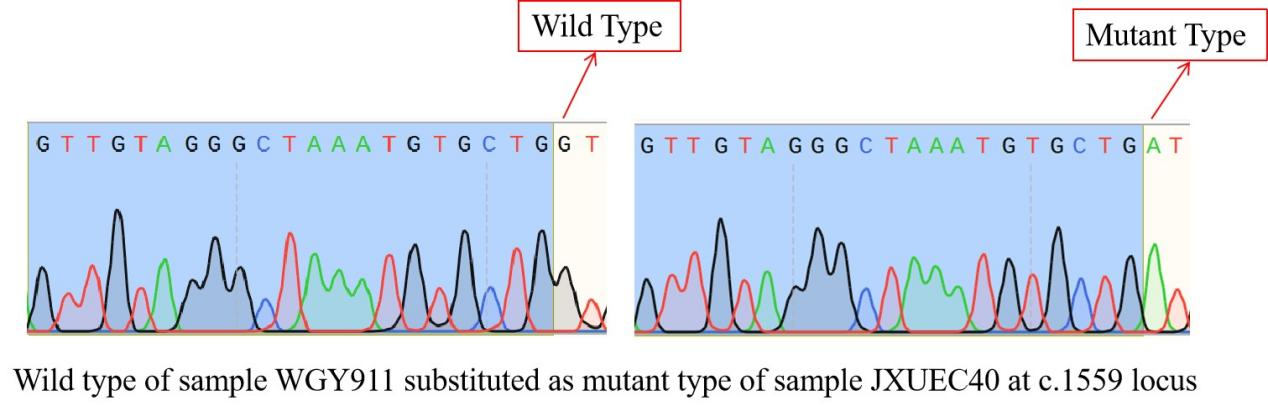 Wild Type
Mutant Type
G T T G T A G G G C T A A A T G T G C T G G T
G T T G T A G G G C T A A A T G T G C T G A T
Wild type of sample WGY911 substituted as mutant type of sample JXUEC40 at c.1559 locus